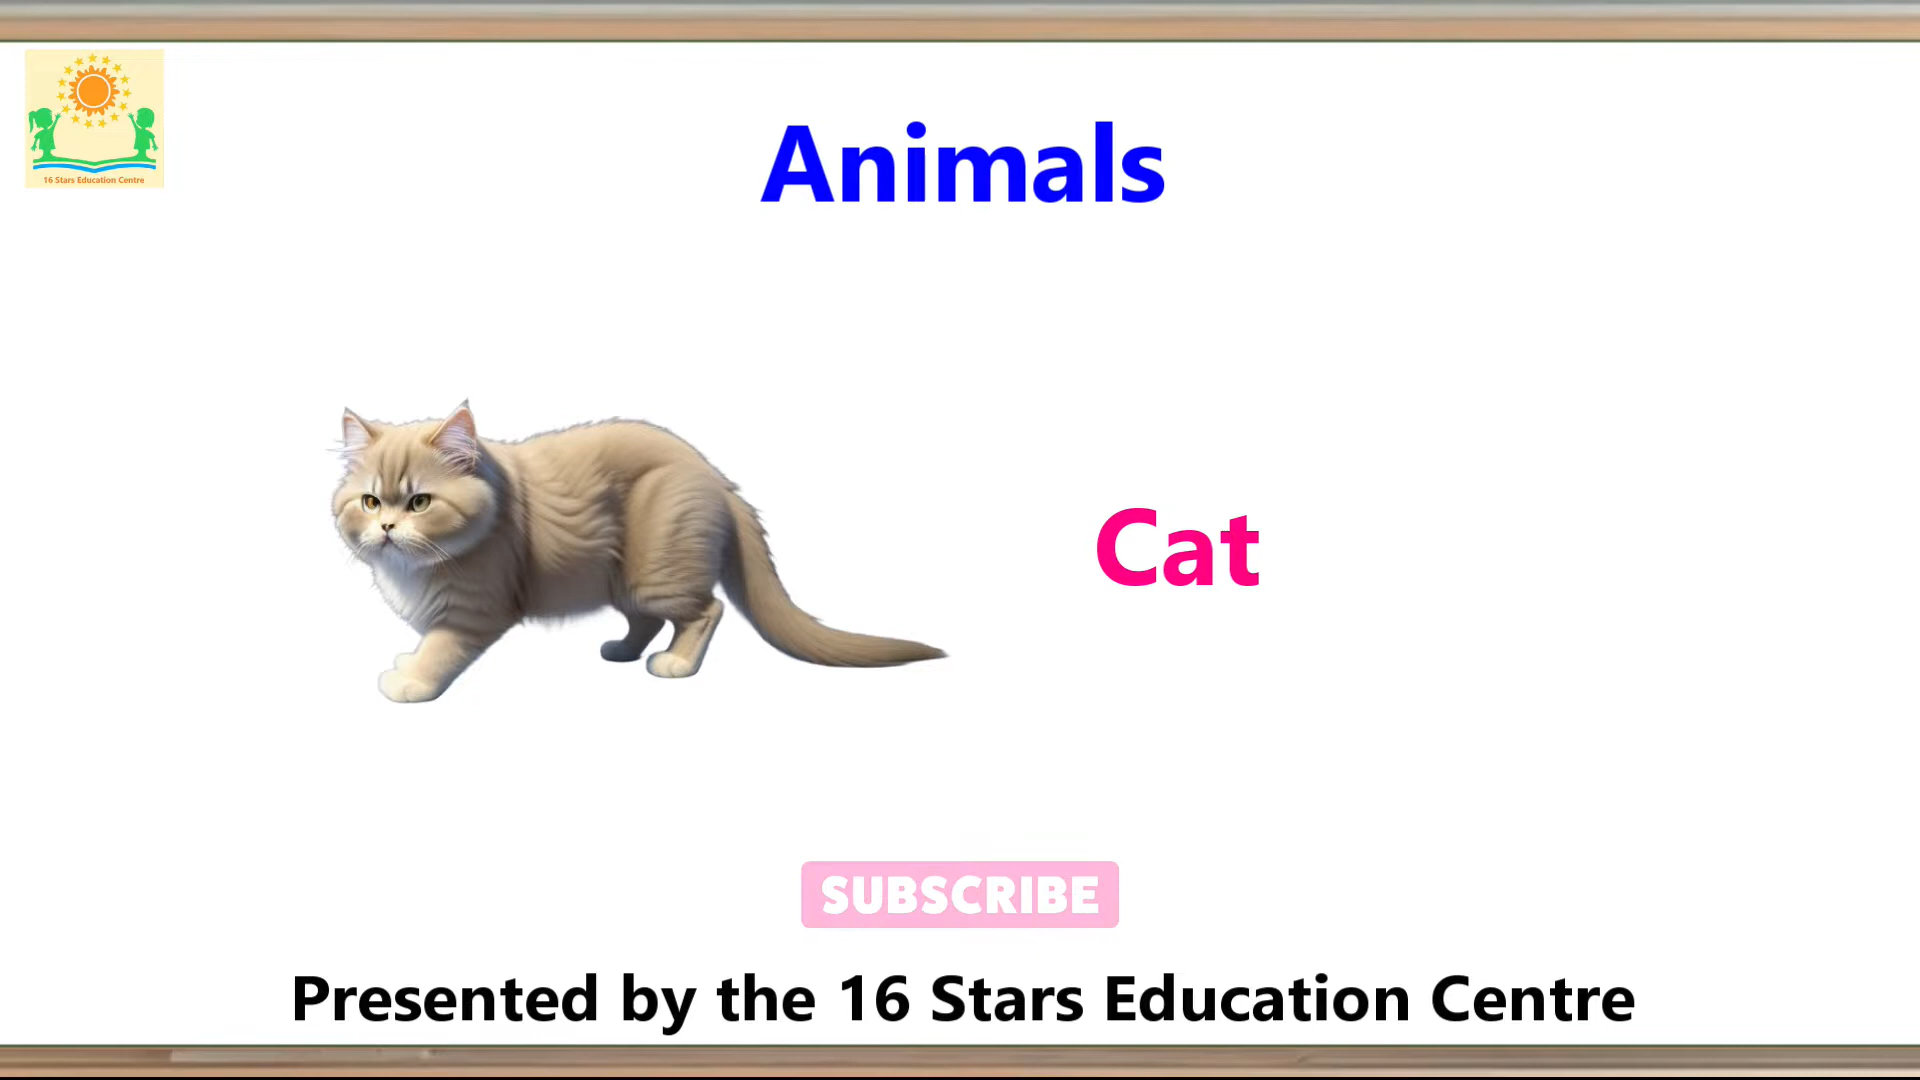 16 Stars Education Centre
Animals
Cat
SUBSCRIBE
Presented by the 16 Stars Education Centre